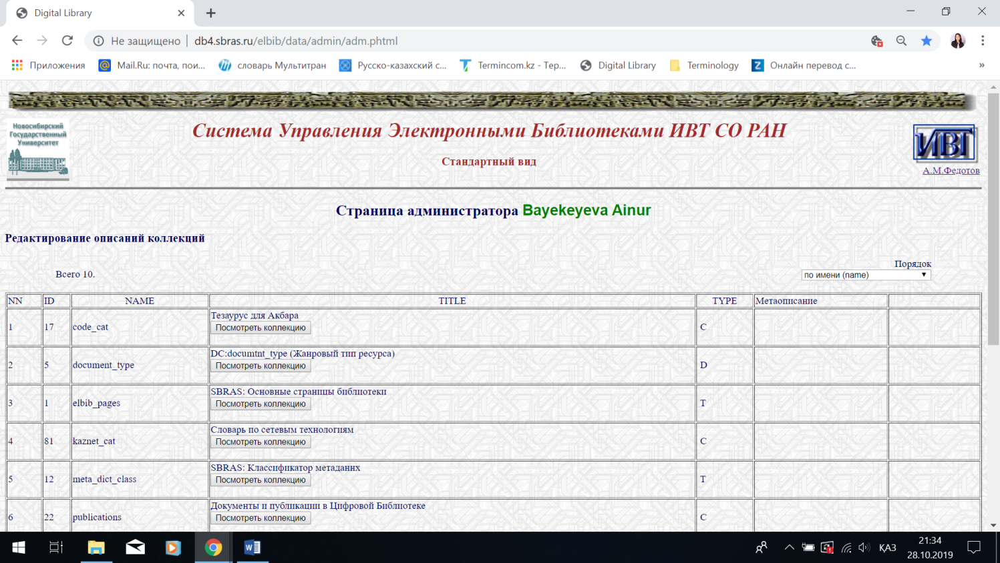 Digital Library
Не защищено | db4.sbras.ru/elbib/data/admin/adm.phtml
Приложения Mail.Ru: почта, пои... словарь Мультитран Русско-казахский с... Termincom.kz - Тер... Digital Library Terminology Z Онлайн перевод с... »
Новосибирский
Государственный
Университет
Система Управления Электронными Библиотеками ИВТ СО РАН
Стандартный вид
ИВТ
А.М.Федотов
Страница администратора Bayekeyeva Ainur
Редактирование описаний коллекций
Порядок
Всего 10.
по имени (name)
NN ID NAME TITLE TYPE Метаописание
1 17 code_cat Тезаурус для Акбара C
Посмотреть коллекцию
2 5 document_type DC:documtnt_type (Жанровый тип ресурса) D
Посмотреть коллекцию
3 1 elbib_pages SBRAS: Основные страницы библиотеки T
Посмотреть коллекцию
4 81 kaznet_cat Словарь по сетевым технологиям C
Посмотреть коллекцию
5 12 meta_dict_class SBRAS: Классификатор метаданнх T
Посмотреть коллекцию
6 22 publications Документы и публикации в Цифровой Библиотеке C
Посмотреть коллекцию
ҚАЗ
21:34
28.10.2019